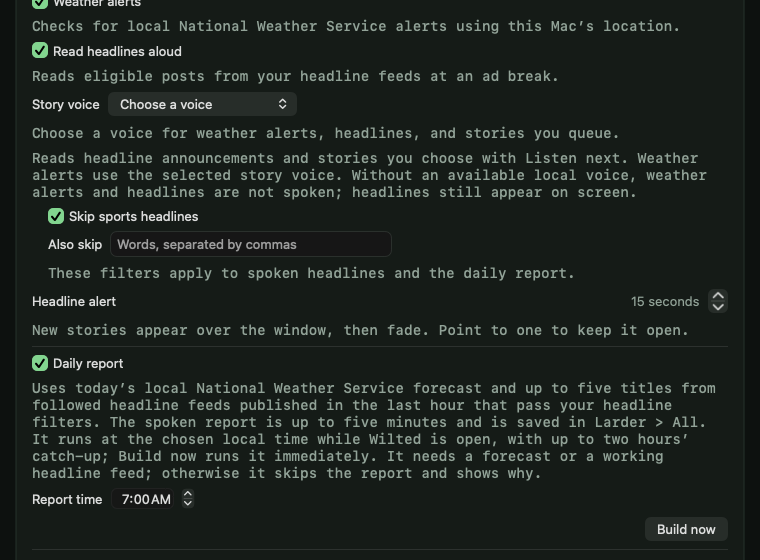 Weather alerts
Checks for local National Weather Service alerts using this Mac's location.
Read headlines aloud
Reads eligible posts from your headline feeds at an ad break.
Story voice Choose a voice
Choose a voice for weather alerts, headlines, and stories you queue.
Reads headline announcements and stories you choose with Listen next. Weather
alerts use the selected story voice. Without an available local voice, weather
alerts and headlines are not spoken; headlines still appear on screen.
Skip sports headlines
Also skip Words, separated by commas
These filters apply to spoken headlines and the daily report.
Headline alert 15 seconds
New stories appear over the window, then fade. Point to one to keep it open.
Daily report
Uses today's local National Weather Service forecast and up to five titles from
followed headline feeds published in the last hour that pass your headline
filters. The spoken report is up to five minutes and is saved in Larder > All.
It runs at the chosen local time while Wilted is open, with up to two hours'
catch-up; Build now runs it immediately. It needs a forecast or a working
headline feed; otherwise it skips the report and shows why.
Report time 7:00 AM
Build now